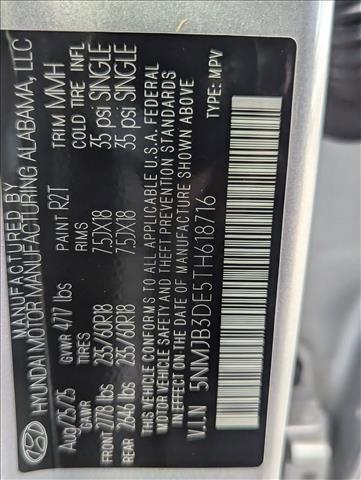 MANUFACTURED BY
HYUNDAI MOTOR MANUFACTURING ALABAMA, LLC
Aug/25/25 GVWR 4717 lbs PAINT R2T TRIM MMH
GAWR TIRES RIMS COLD TIRE PRS.
FRONT 2778 lbs 235/60R18 7.5JX18 35 psi SINGLE
REAR 2646 lbs 235/60R18 7.5JX18 35 psi SINGLE
THIS VEHICLE CONFORMS TO ALL APPLICABLE U.S.A. FEDERAL
MOTOR VEHICLE SAFETY AND THEFT PREVENTION STANDARDS
IN EFFECT ON THE DATE OF MANUFACTURE SHOWN ABOVE
V.I.N 5NMJB3DE5TH618716 TYPE: MPV